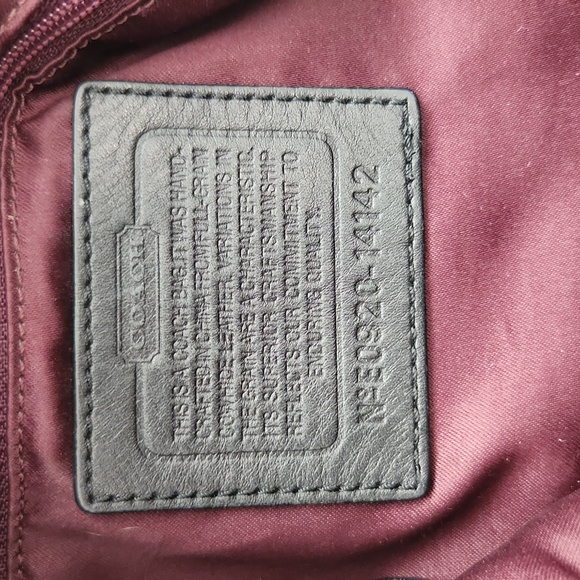 COACH
THIS IS A COACH BAG. IT WAS HAND-
CRAFTED IN CHINA FROM FULL-GRAIN
COWHIDE LEATHER. VARIATIONS IN
THE GRAIN ARE A CHARACTERISTIC.
ITS SUPERIOR CRAFTSMANSHIP
REFLECTS OUR COMMITMENT TO
ENDURING QUALITY.
NºE0920-14142